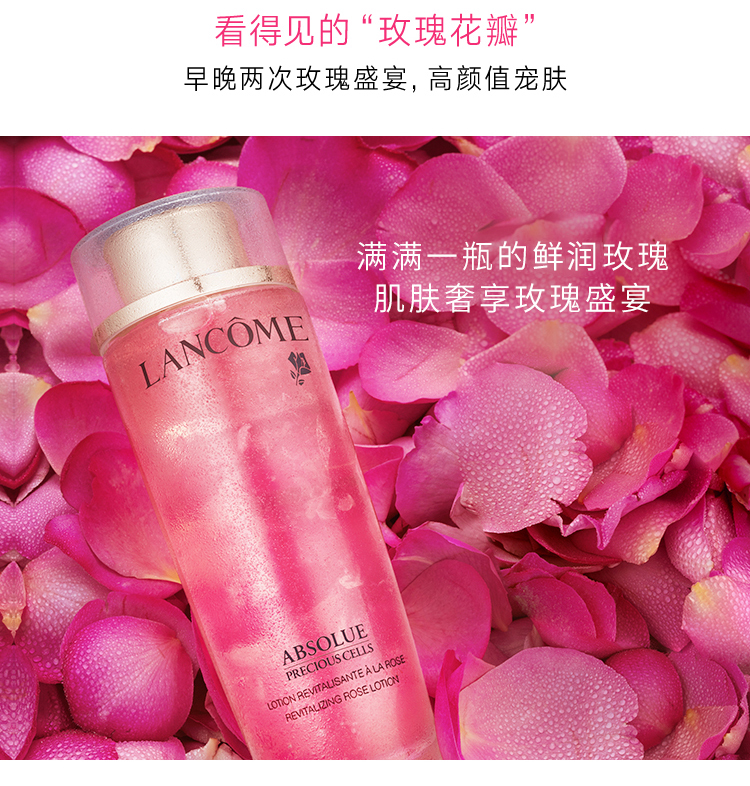 看得见的“玫瑰花瓣”
早晚两次玫瑰盛宴, 高颜值宠肤
满满一瓶的鲜润玫瑰
肌肤奢享玫瑰盛宴
LANCÔME
ABSOLUE
PRECIOUS CELLS
LOTION REVITALISANTE À LA ROSE
REVITALIZING ROSE LOTION